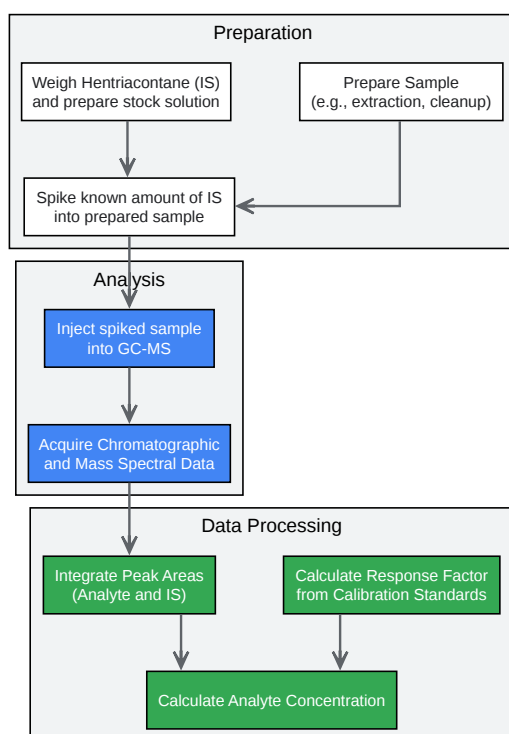 Preparation
Weigh Hentriacontane (IS)
and prepare stock solution
Prepare Sample
(e.g., extraction, cleanup)
Spike known amount of IS
into prepared sample
Analysis
Inject spiked sample
into GC-MS
Acquire Chromatographic
and Mass Spectral Data
Data Processing
Integrate Peak Areas
(Analyte and IS)
Calculate Response Factor
from Calibration Standards
Calculate Analyte Concentration